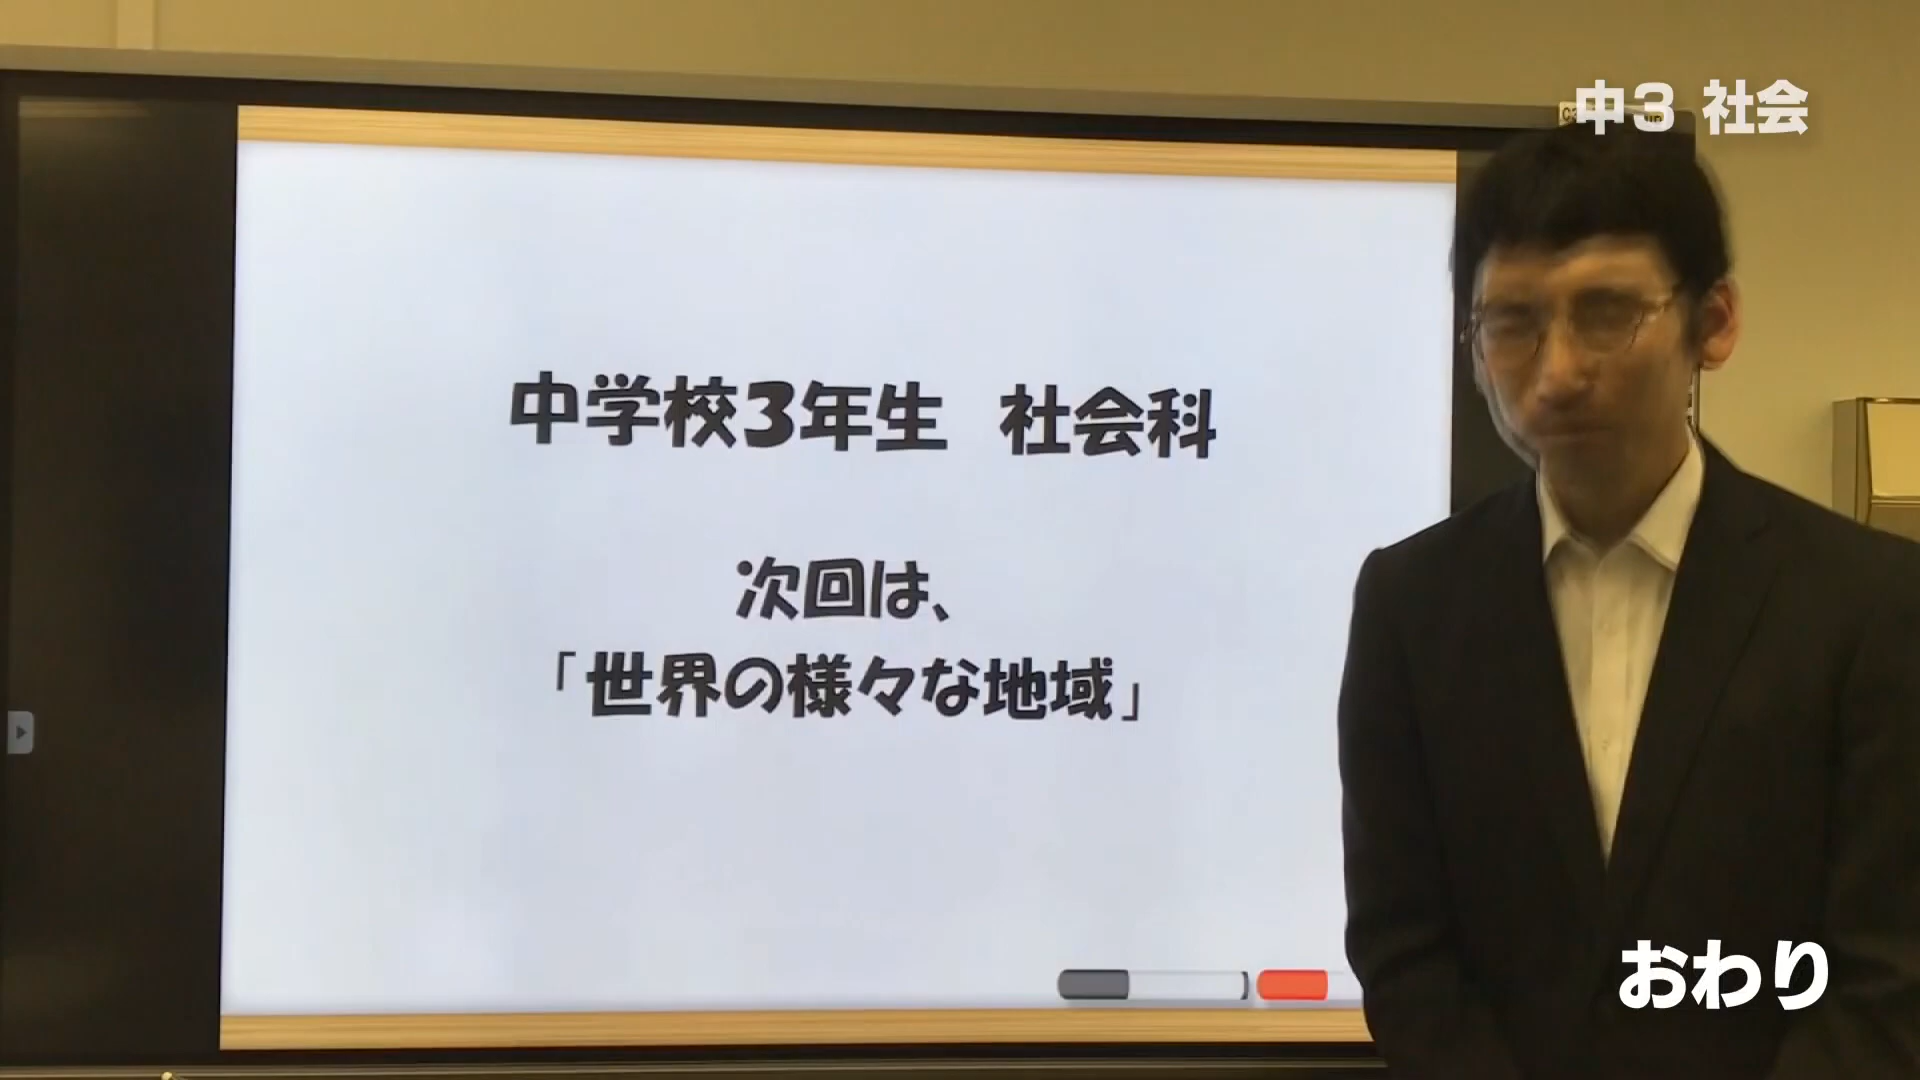 中3 社会
中学校3年生 社会科
次回は、
「世界の様々な地域」
おわり